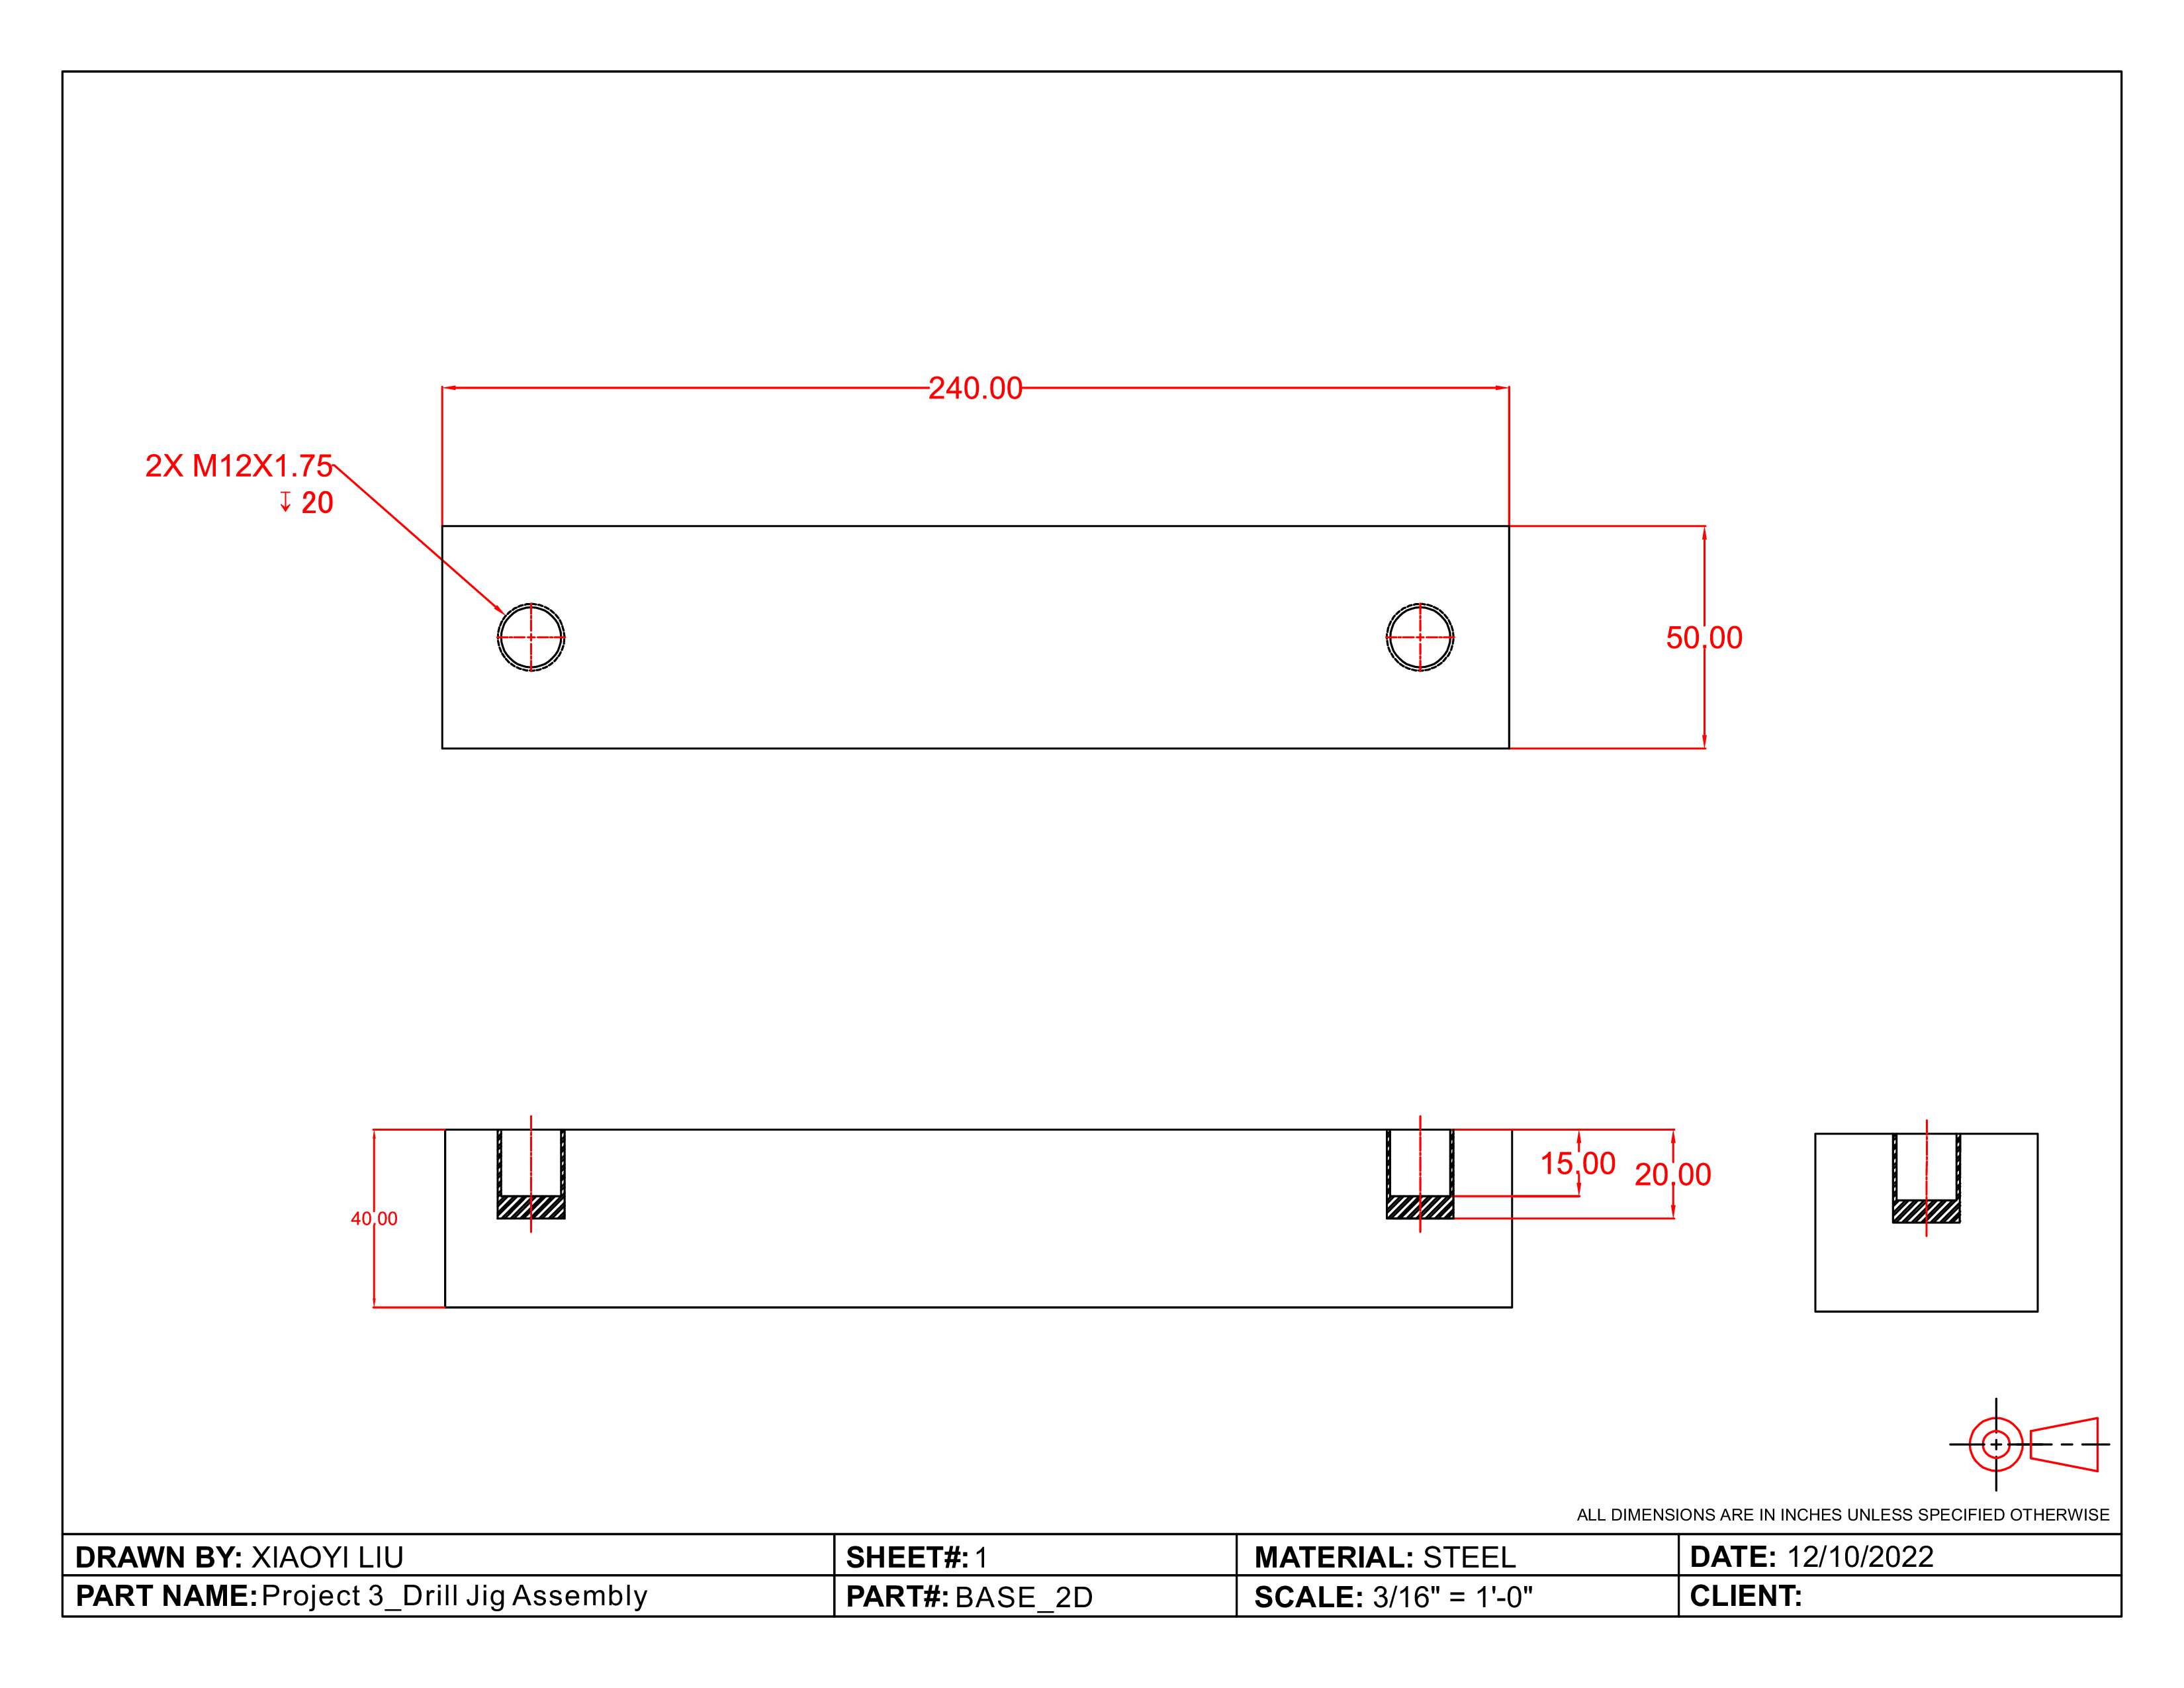 240.00
2X M12X1.75
↧ 20
50.00
15.00
20.00
40.00
ALL DIMENSIONS ARE IN INCHES UNLESS SPECIFIED OTHERWISE
DRAWN BY: XIAOYI LIU
SHEET#: 1
MATERIAL: STEEL
DATE: 12/10/2022
PART NAME: Project 3_Drill Jig Assembly
PART#: BASE_2D
SCALE: 3/16" = 1'-0"
CLIENT: